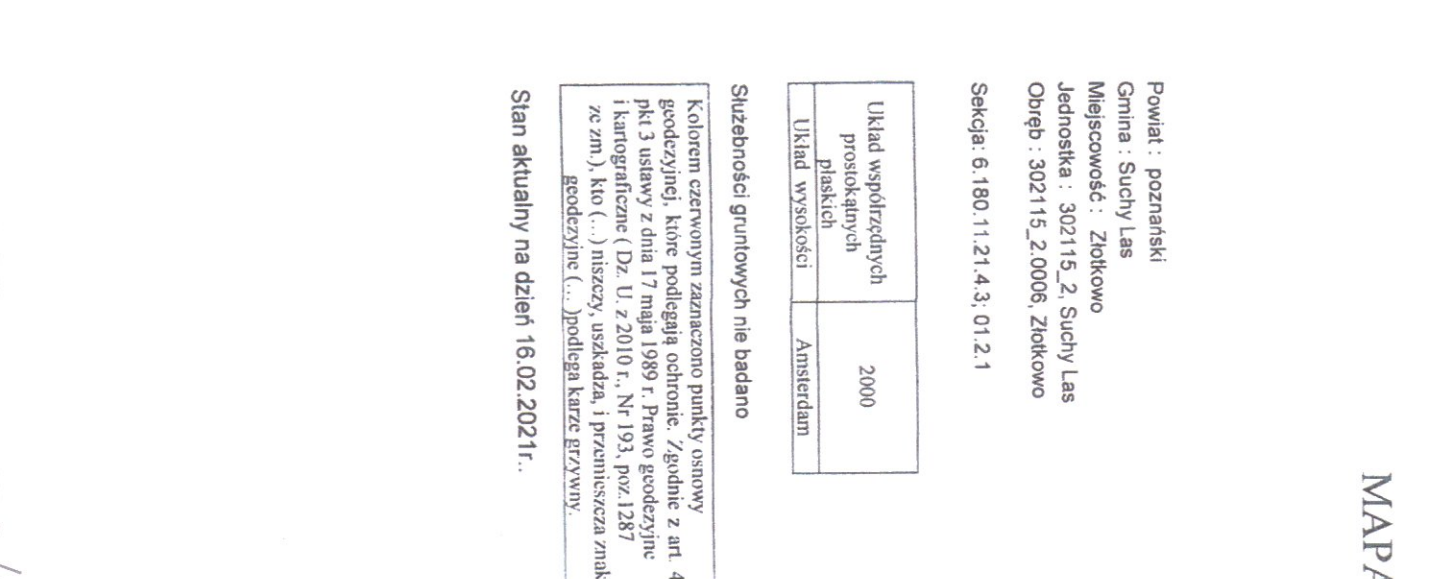 MAPA
Powiat : poznański
Gmina : Suchy Las
Miejscowość : Złotkowo
Jednostka : 302115_2, Suchy Las
Obręb : 302115_2.0006, Złotkowo
Sekcja: 6.180.11.21.4.3; 01.2.1
Układ współrzędnych
prostokątnych
płaskich
2000
Układ wysokości
Amsterdam
Służebności gruntowych nie badano
Kolorem czerwonym zaznaczono punkty osnowy
geodezyjnej, które podlegają ochronie. Zgodnie z art. 4
pkt 3 ustawy z dnia 17 maja 1989 r. Prawo geodezyjne
i kartograficzne ( Dz. U. z 2010 r., Nr 193, poz.1287
ze zm.), kto (...) niszczy, uszkadza, i przemieszcza znak
geodezyjne (... )podlega karze grzywny.
Stan aktualny na dzień 16.02.2021r..